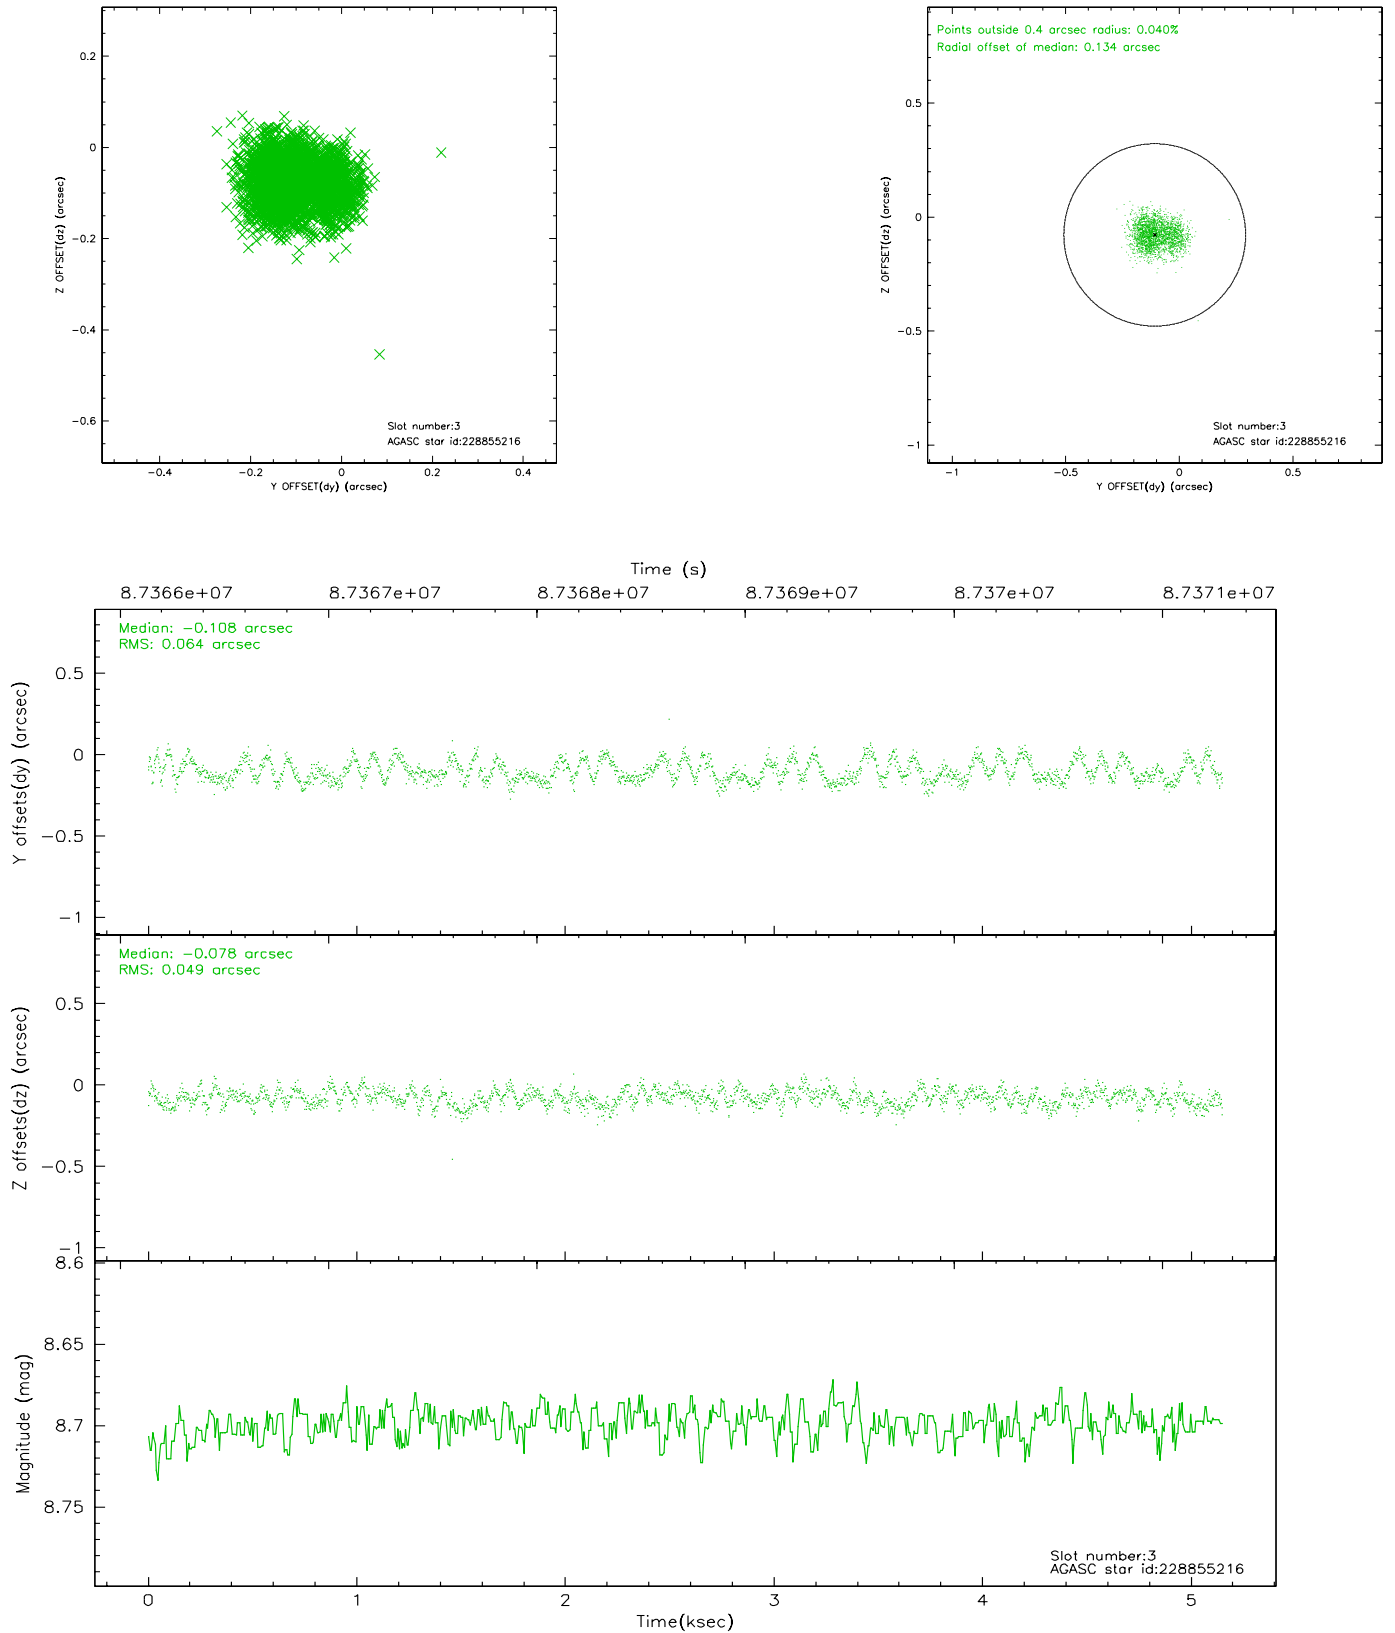 0.2
0
-0.2
-0.4
-0.6
Z OFFSET(dz) (arcsec)
Slot number:3
AGASC star id:228855216
-0.4 -0.2 0 0.2 0.4
Y OFFSET(dy) (arcsec)
Points outside 0.4 arcsec radius: 0.040%
Radial offset of median: 0.134 arcsec
0.5
0
-0.5
-1
Z OFFSET(dz) (arcsec)
Slot number:3
AGASC star id:228855216
-1 -0.5 0 0.5
Y OFFSET(dy) (arcsec)
Time (s)
8.7366e+07 8.7367e+07 8.7368e+07 8.7369e+07 8.737e+07 8.7371e+07
Median: -0.108 arcsec
RMS: 0.064 arcsec
0.5
0
-0.5
-1
Y offsets(dy) (arcsec)
Median: -0.078 arcsec
RMS: 0.049 arcsec
0.5
0
-0.5
-1
Z offsets(dz) (arcsec)
8.6
8.65
8.7
8.75
Magnitude (mag)
Slot number:3
AGASC star id:228855216
0 1 2 3 4 5
Time(ksec)